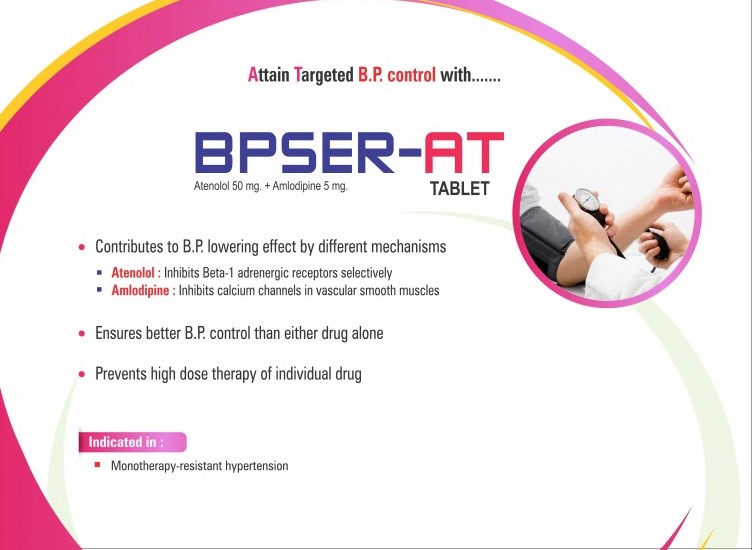 Attain Targeted B.P. control with.......
BPSER-AT
Atenolol 50 mg. + Amlodipine 5 mg.
TABLET
Contributes to B.P. lowering effect by different mechanisms
Atenolol : Inhibits Beta-1 adrenergic receptors selectively
Amlodipine : Inhibits calcium channels in vascular smooth muscles
Ensures better B.P. control than either drug alone
Prevents high dose therapy of individual drug
Indicated in :
Monotherapy-resistant hypertension